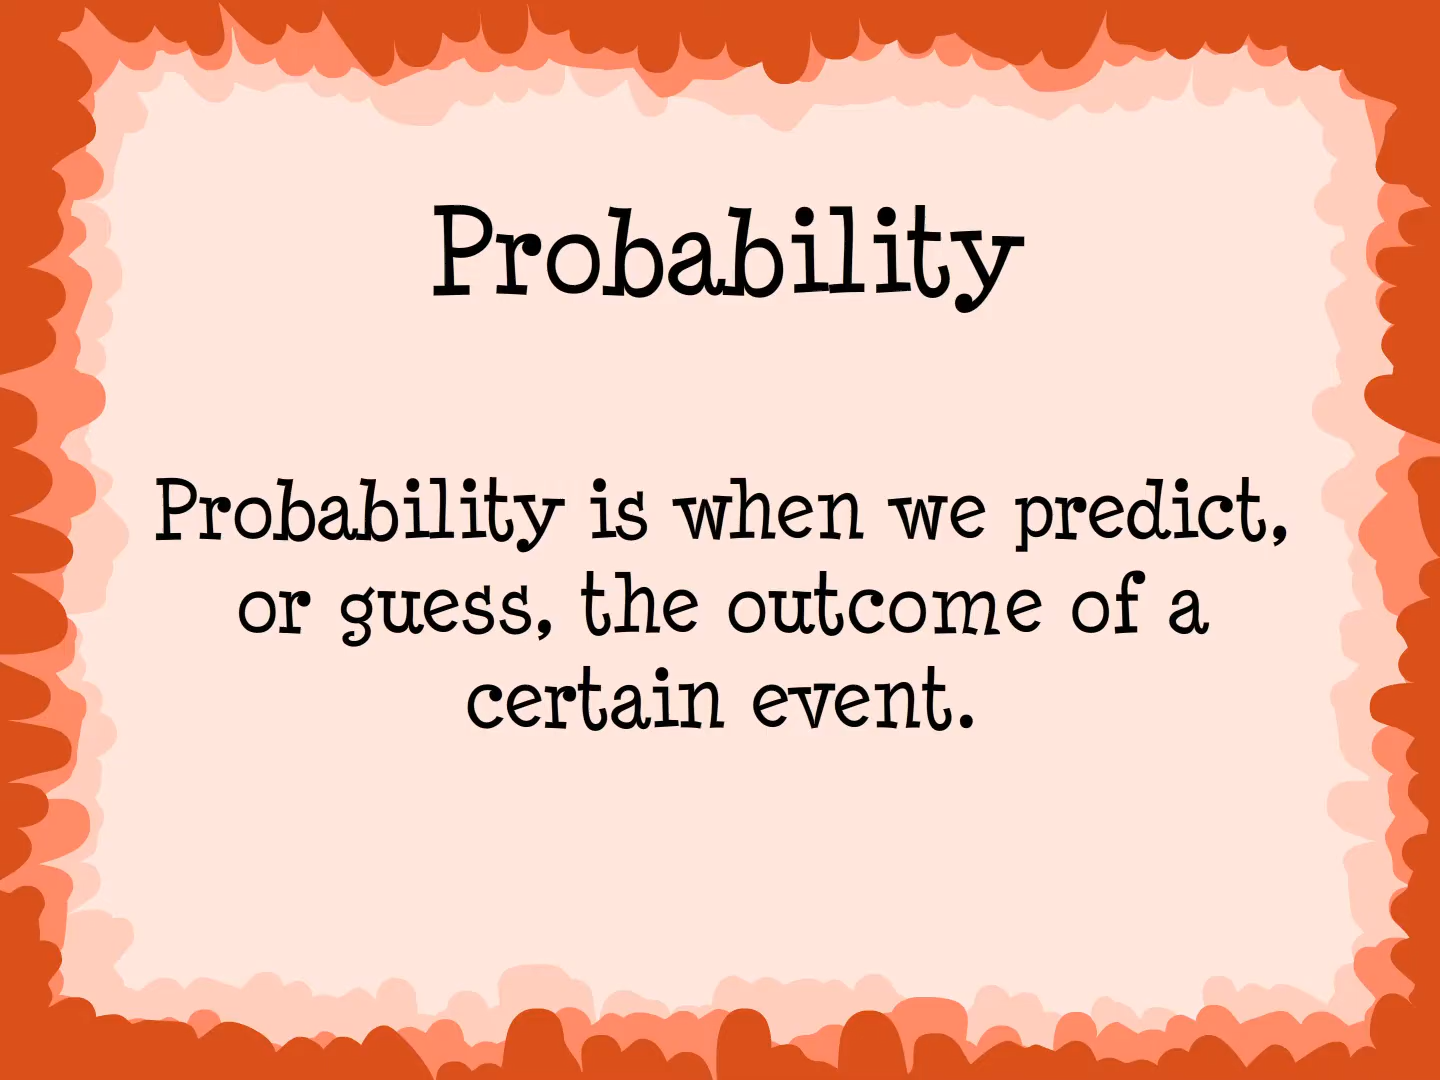 Probability
Probability is when we predict,
or guess, the outcome of a
certain event.